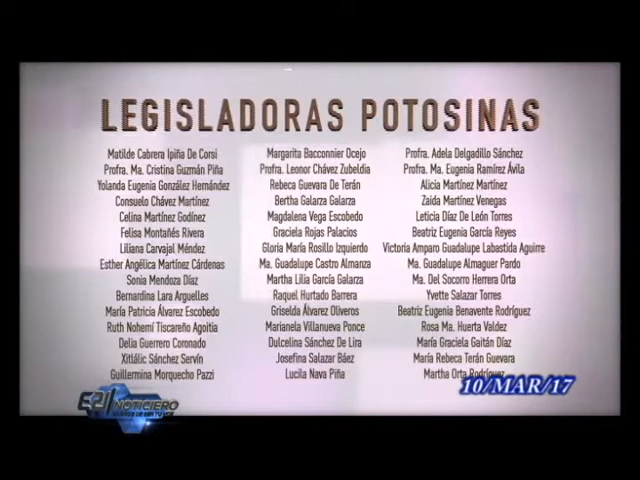 LEGISLADORAS POTOSINAS
Matilde Cabrera Ipiña De Corsi
Profra. Ma. Cristina Guzmán Piña
Yolanda Eugenia González Hernández
Consuelo Chávez Martínez
Celina Montañés Godínez
Felisa Montañés Rivera
Liliana Carvajal Méndez
Esther Angélica Martínez Cárdenas
Sonia Mendoza Díaz
Bernardina Lara Arguelles
María Patricia Álvarez Escobedo
Ruth Nohemí Tiscareño Agoitia
Delia Guerrero Coronado
Xitlálic Sánchez Servín
Guillermina Morquecho Pazzi
Margarita Bacconnier Ocejo
Profra. Leonor Chávez Zubeldia
Rebeca Guevara De Terán
Bertha Galarza Galarza
Magdalena Vega Escobedo
Graciela Rojas Palacios
Gloria María Rosillo Izquierdo
Ma. Guadalupe Castro Almanza
Martha Lilia García Galarza
Raquel Hurtado Barrera
Griselda Álvarez Oliveros
Marianela Villanueva Ponce
Dulcelina Sánchez De Lira
Josefina Salazar Báez
Lucila Nava Piña
Profra. Adela Delgadillo Sánchez
Profra. Ma. Eugenia Ramírez Ávila
Alicia Martínez Martínez
Zaida Martínez Venegas
Leticia Díaz De León Torres
Beatriz Eugenia García Reyes
Victoria Amparo Guadalupe Labastida Aguirre
Ma. Guadalupe Almaguer Pardo
Ma. Del Socorro Herrera Orta
Yvette Salazar Torres
Beatriz Eugenia Benavente Rodríguez
Rosa Ma. Huerta Valdez
María Graciela Gaitán Díaz
María Rebeca Terán Guevara
Martha Orta Rodríguez
10/MAR/17
E21 NOTICIERO